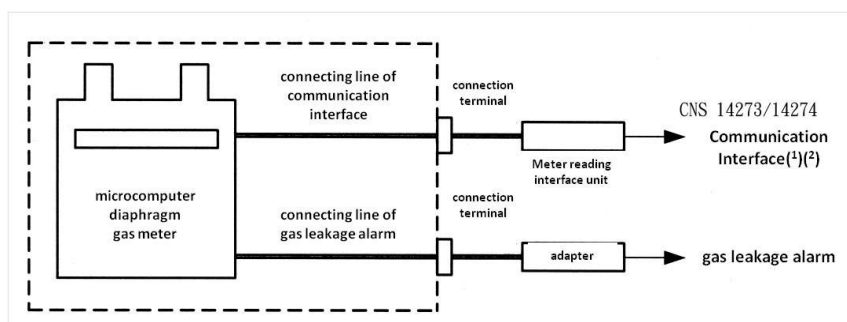 connecting line of
communication
interface
connection
terminal
CNS 14273/14274
Communication
Interface(¹)(²)
Meter reading
interface unit
microcomputer
diaphragm
gas meter
connecting line of
gas leakage alarm
connection
terminal
adapter
gas leakage alarm